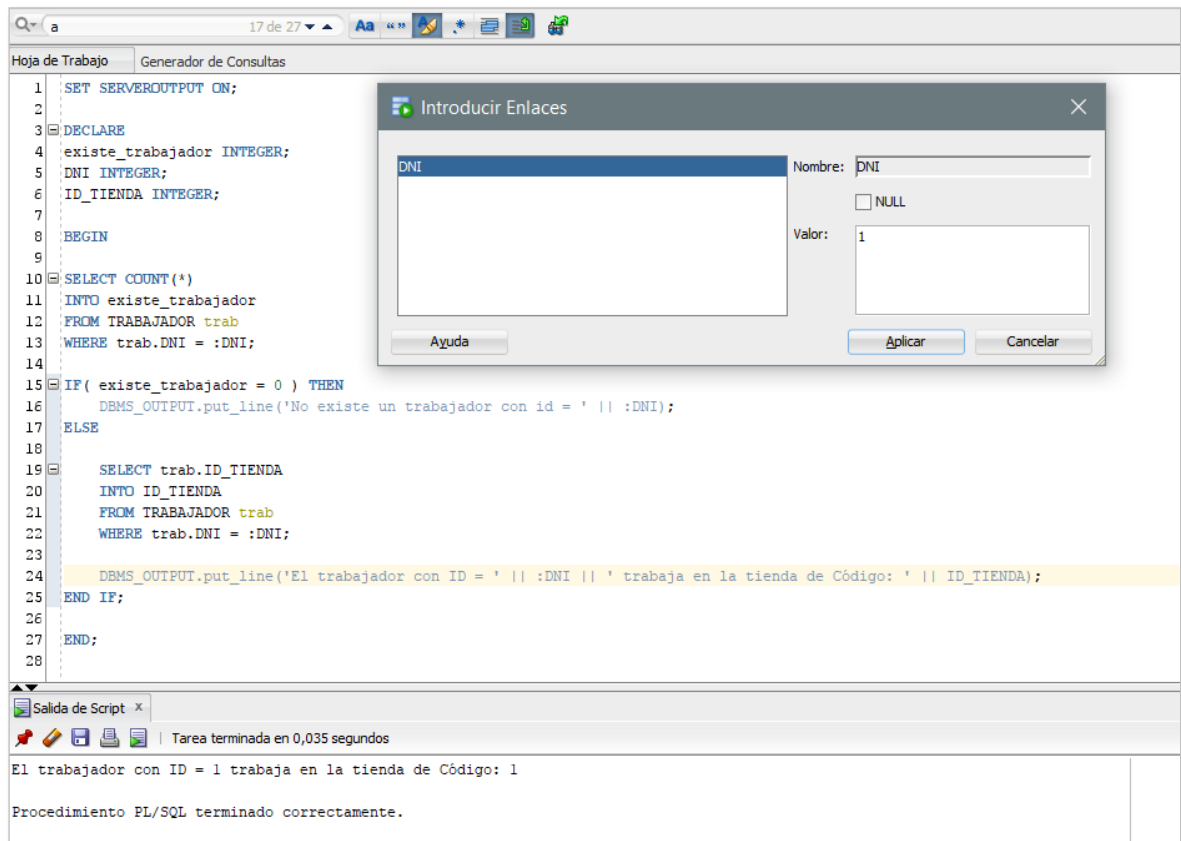 a 17 de 27 Aa “ ” .*
Hoja de Trabajo Generador de Consultas
Introducir Enlaces
DNI
Nombre: DNI
NULL
Valor: 1
Ayuda Aplicar Cancelar
1 SET SERVEROUTPUT ON;
2
3 DECLARE
4 existe_trabajador INTEGER;
5 DNI INTEGER;
6 ID_TIENDA INTEGER;
7
8 BEGIN
9
10 SELECT COUNT(*)
11 INTO existe_trabajador
12 FROM TRABAJADOR trab
13 WHERE trab.DNI = :DNI;
14
15 IF( existe_trabajador = 0 ) THEN
16 DBMS_OUTPUT.put_line('No existe un trabajador con id = ' || :DNI);
17 ELSE
18
19 SELECT trab.ID_TIENDA
20 INTO ID_TIENDA
21 FROM TRABAJADOR trab
22 WHERE trab.DNI = :DNI;
23
24 DBMS_OUTPUT.put_line('El trabajador con ID = ' || :DNI || ' trabaja en la tienda de Código: ' || ID_TIENDA);
25 END IF;
26
27 END;
28
Salida de Script x
Tarea terminada en 0,035 segundos
El trabajador con ID = 1 trabaja en la tienda de Código: 1
Procedimiento PL/SQL terminado correctamente.